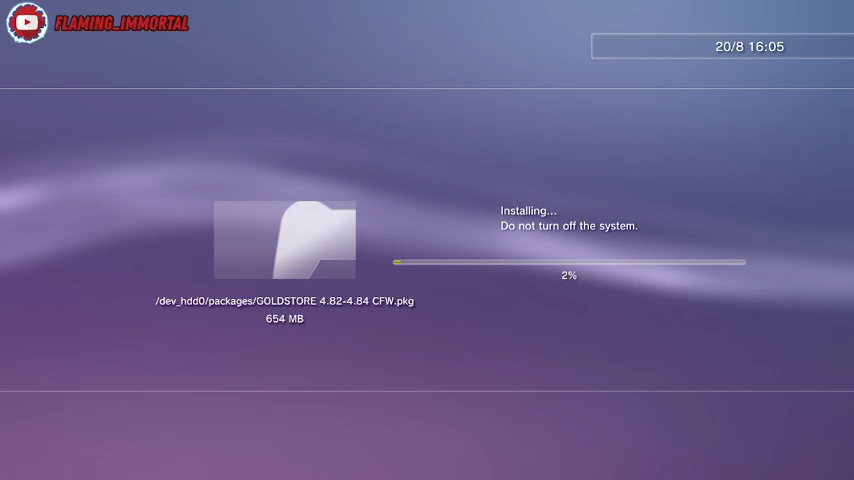 FLAMING_IMMORTAL
20/8 16:05
Installing...
Do not turn off the system.
2%
/dev_hdd0/packages/GOLDSTORE 4.82-4.84 CFW.pkg
654 MB